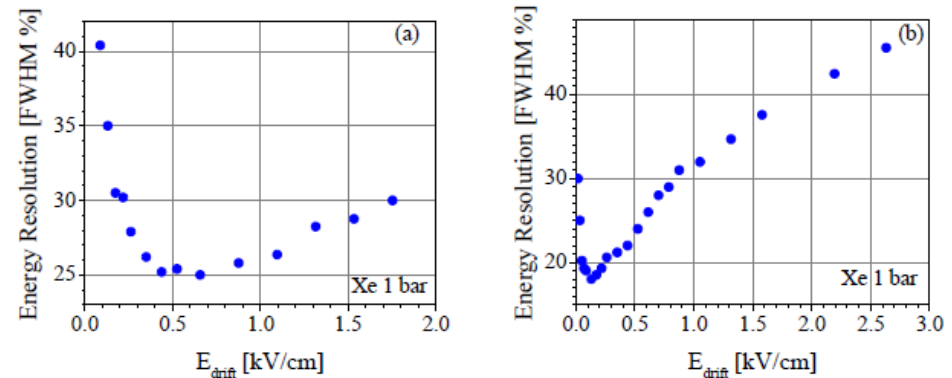 (a)
Energy Resolution [FWHM %]
40
35
30
25
Xe 1 bar
0.0 0.5 1.0 1.5 2.0
E_drift [kV/cm]
(b)
Energy Resolution [FWHM %]
40
30
20
Xe 1 bar
0.0 0.5 1.0 1.5 2.0 2.5 3.0
E_drift [kV/cm]